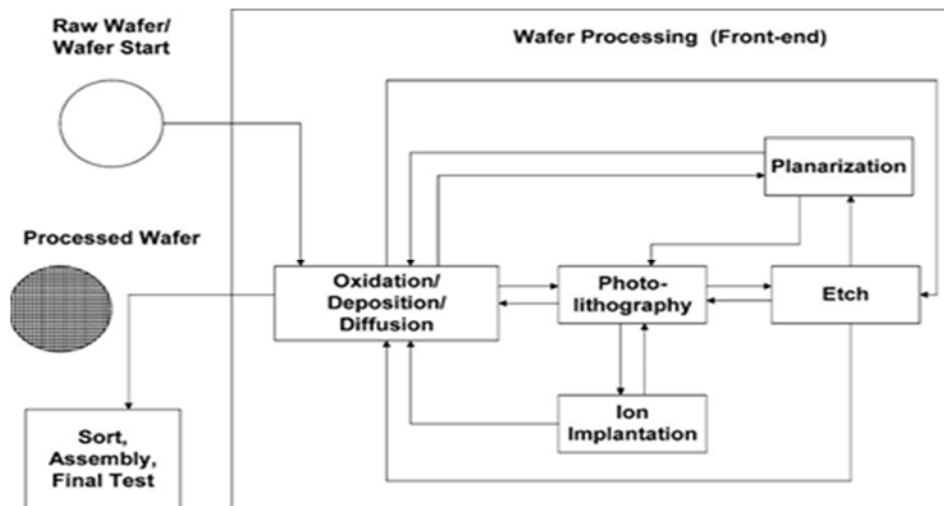 Raw Wafer/
Wafer Start
Wafer Processing (Front-end)
Planarization
Processed Wafer
Oxidation/
Deposition/
Diffusion
Photo-
lithography
Etch
Ion
Implantation
Sort,
Assembly,
Final Test